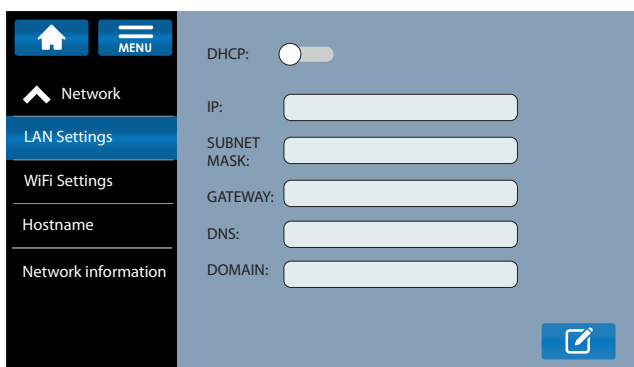 MENU
Network
LAN Settings
WiFi Settings
Hostname
Network information
DHCP:
IP:
SUBNET
MASK:
GATEWAY:
DNS:
DOMAIN: